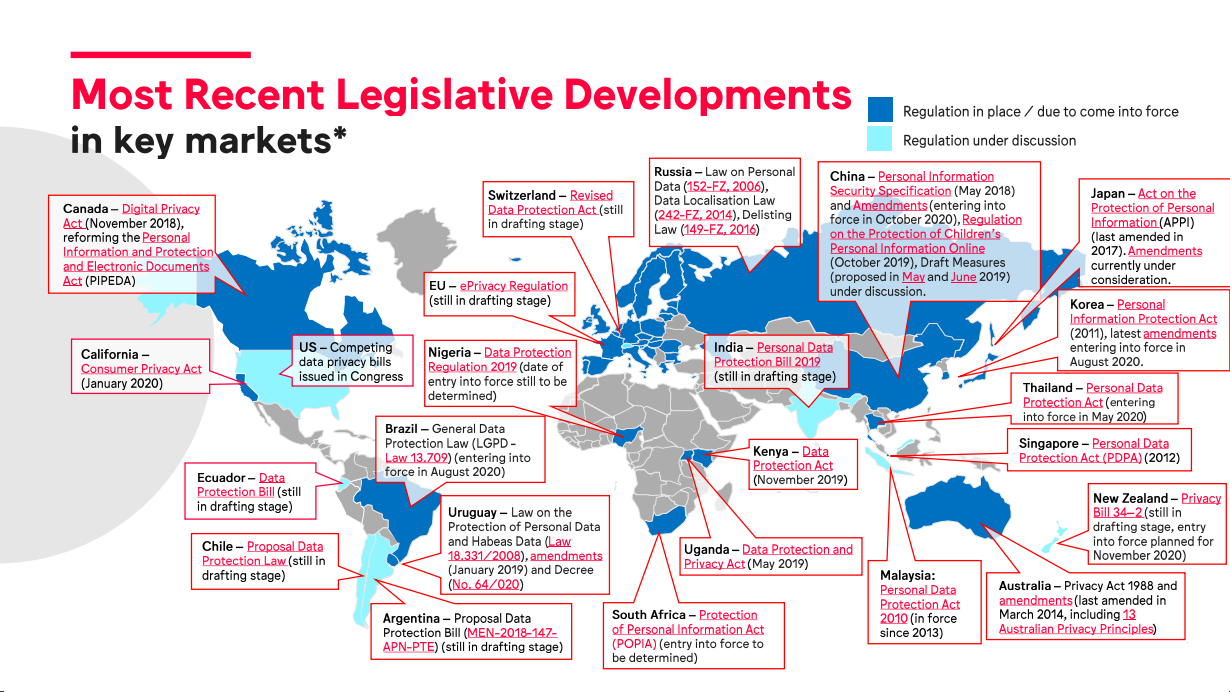 Most Recent Legislative Developments
in key markets*
Regulation in place / due to come into force
Regulation under discussion
Canada – Digital Privacy
Act (November 2018),
reforming the Personal
Information and Protection
and Electronic Documents
Act (PIPEDA)
Switzerland – Revised
Data Protection Act (still
in drafting stage)
Russia – Law on Personal
Data (152-FZ, 2006),
Data Localisation Law
(242-FZ, 2014), Delisting
Law (149-FZ, 2016)
China – Personal Information
Security Specification (May 2018)
and Amendments (entering into
force in October 2020), Regulation
on the Protection of Children's
Personal Information Online
(October 2019), Draft Measures
(proposed in May and June 2019)
under discussion.
Japan – Act on the
Protection of Personal
Information (APPI)
(last amended in
2017). Amendments
currently under
consideration.
EU – ePrivacy Regulation
(still in drafting stage)
Korea – Personal
Information Protection Act
(2011), latest amendments
entering into force in
August 2020.
California –
Consumer Privacy Act
(January 2020)
US – Competing
data privacy bills
issued in Congress
Nigeria – Data Protection
Regulation 2019 (date of
entry into force still to be
determined)
India – Personal Data
Protection Bill 2019
(still in drafting stage)
Thailand – Personal Data
Protection Act (entering
into force in May 2020)
Brazil – General Data
Protection Law (LGPD -
Law 13.709) (entering into
force in August 2020)
Kenya – Data
Protection Act
(November 2019)
Singapore – Personal Data
Protection Act (PDPA) (2012)
Ecuador – Data
Protection Bill (still
in drafting stage)
Uruguay – Law on the
Protection of Personal Data
and Habeas Data (Law
18.331/2008), amendments
(January 2019) and Decree
(No. 64/020)
New Zealand – Privacy
Bill 34–2 (still in
drafting stage, entry
into force planned for
November 2020)
Chile – Proposal Data
Protection Law (still in
drafting stage)
Uganda – Data Protection and
Privacy Act (May 2019)
Malaysia:
Personal Data
Protection Act
2010 (in force
since 2013)
Australia – Privacy Act 1988 and
amendments (last amended in
March 2014, including 13
Australian Privacy Principles)
Argentina – Proposal Data
Protection Bill (MEN-2018-147-
APN-PTE) (still in drafting stage)
South Africa – Protection
of Personal Information Act
(POPIA) (entry into force to
be determined)